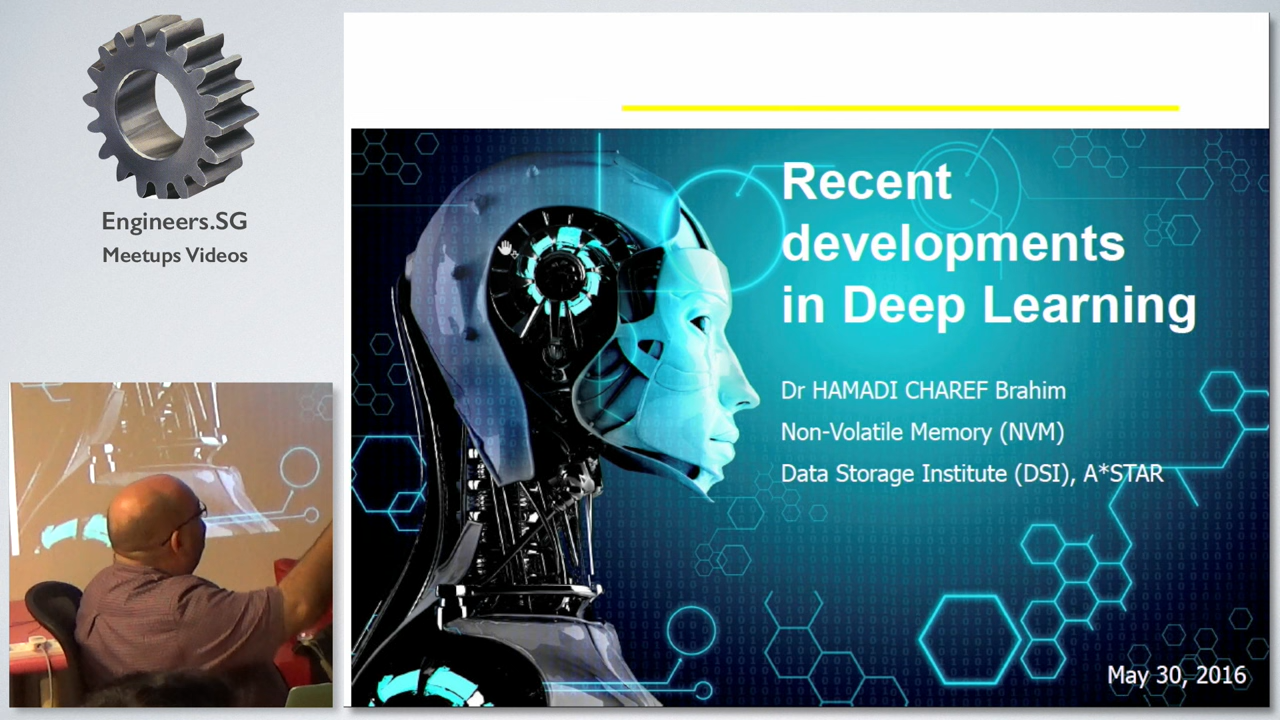 Engineers.SG
Meetups Videos
Recent
developments
in Deep Learning
Dr HAMADI CHAREF Brahim
Non-Volatile Memory (NVM)
Data Storage Institute (DSI), A*STAR
May 30, 2016